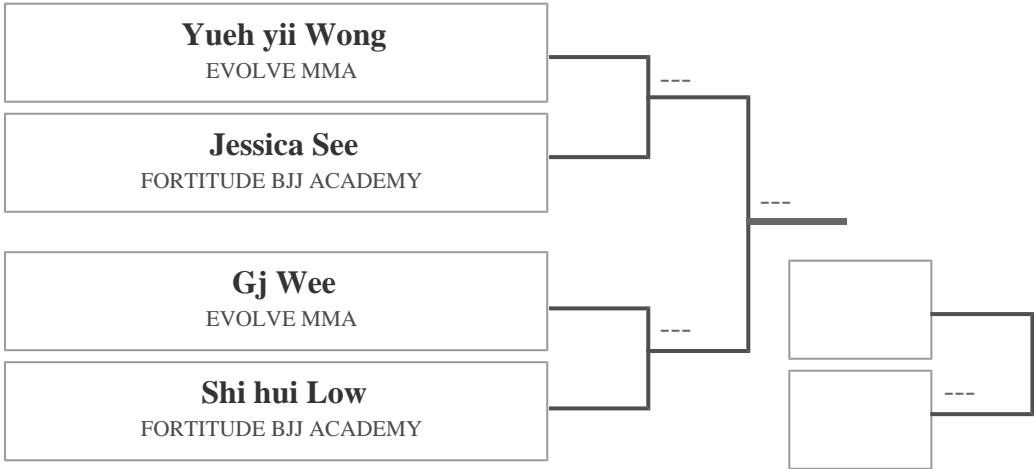 Yueh yii Wong
EVOLVE MMA
---
Jessica See
FORTITUDE BJJ ACADEMY
---
Gj Wee
EVOLVE MMA
---
Shi hui Low
FORTITUDE BJJ ACADEMY
---